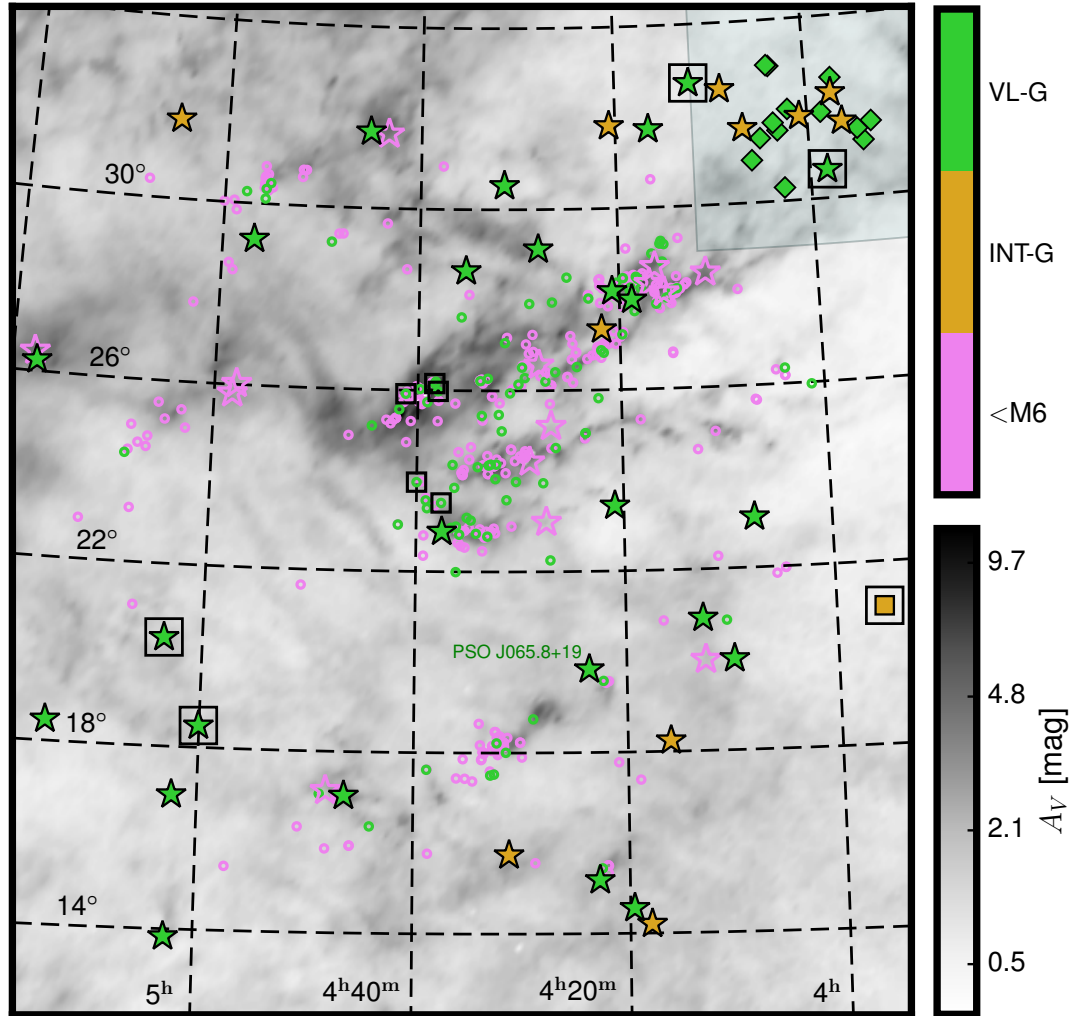 30°
26°
22°
18°
14°
PSO J065.8+19
5ʰ
4ʰ40ᵐ
4ʰ20ᵐ
4ʰ
VL-G
INT-G
<M6
9.7
4.8
2.1
0.5
A_V [mag]